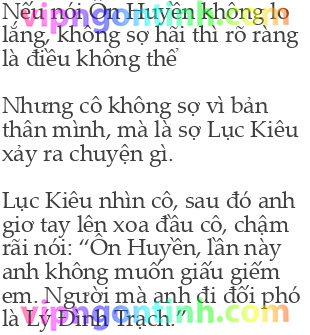 vipngontinh.com
Nếu nói Ôn Huyền không lo
lắng, không sợ hãi thì rõ ràng
là điều không thể
Nhưng cô không sợ vì bản
thân mình, mà là sợ Lục Kiêu
xảy ra chuyện gì.
Lục Kiêu nhìn cô, sau đó anh
giơ tay lên xoa đầu cô, chậm
rãi nói: “Ôn Huyền, lần này
anh không muốn giấu giếm
em. Người mà anh đi đối phó
là Lý Đình Trạch.”
vipngontinh.com